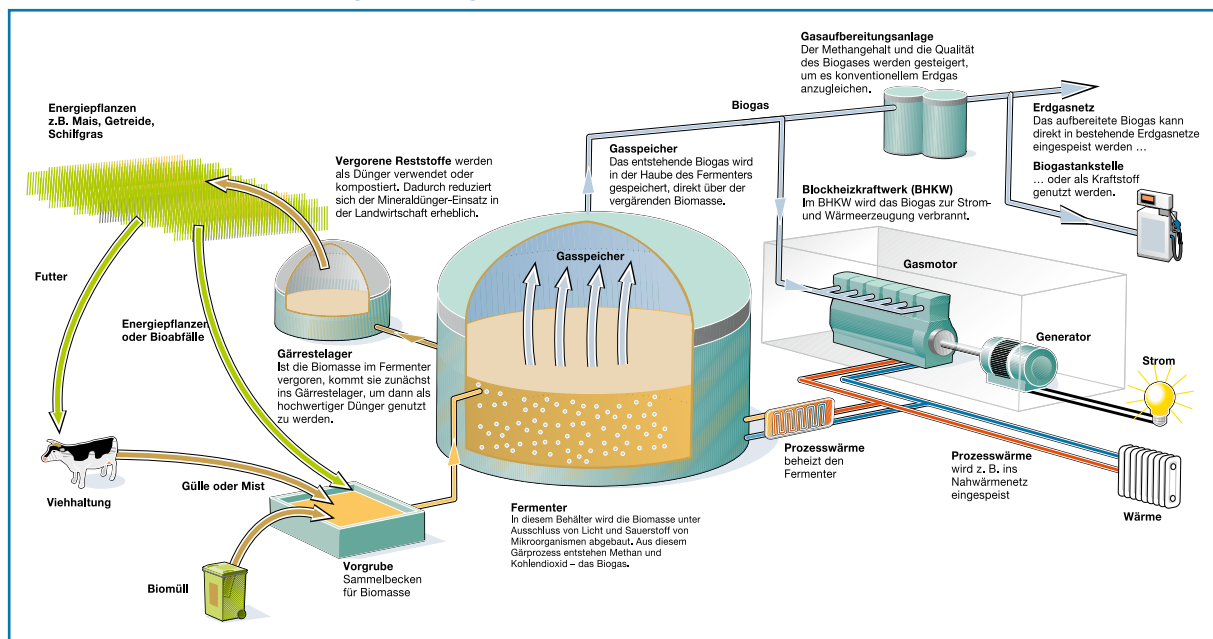 Gasaufbereitungsanlage
Der Methangehalt und die Qualität
des Biogases werden gesteigert,
um es konventionellem Erdgas
anzugleichen.
Energiepflanzen
z.B. Mais, Getreide,
Schilfgras
Biogas
Erdgasnetz
Das aufbereitete Biogas kann
direkt in bestehende Erdgasnetze
eingespeist werden ...
Biogastankstelle
... oder als Kraftstoff
genutzt werden.
Vergorene Reststoffe werden
als Dünger verwendet oder
kompostiert. Dadurch reduziert
sich der Mineraldünger-Einsatz in
der Landwirtschaft erheblich.
Gasspeicher
Das entstehende Biogas wird
in der Haube des Fermenters
gespeichert, direkt über der
vergärenden Biomasse.
Blockheizkraftwerk (BHKW)
Im BHKW wird das Biogas zur Strom-
und Wärmeerzeugung verbrannt.
Gasspeicher
Gasmotor
Futter
Energiepflanzen
oder Bioabfälle
Generator
Strom
Gärrestelager
Ist die Biomasse im Fermenter
vergoren, kommt sie zunächst
ins Gärrestelager, um dann als
hochwertiger Dünger genutzt
zu werden.
Prozesswärme
beheizt den
Fermenter
Prozesswärme
wird z. B. ins
Nahwärmenetz
eingespeist
Wärme
Viehhaltung
Gülle oder Mist
Fermenter
In diesem Behälter wird die Biomasse unter
Ausschluss von Licht und Sauerstoff von
Mikroorganismen abgebaut. Aus diesem
Gärprozess entstehen Methan und
Kohlendioxid – das Biogas.
Vorgrube
Sammelbecken
für Biomasse
Biomüll